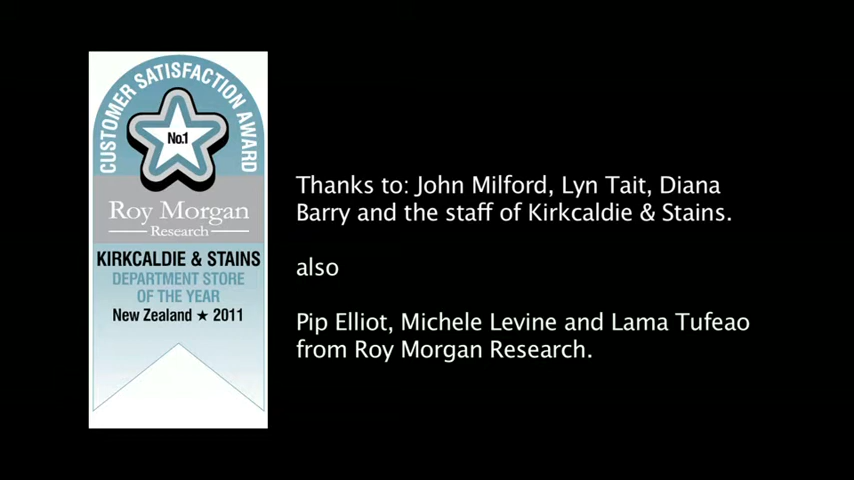 CUSTOMER SATISFACTION AWARD
No.1
Roy Morgan
Research
KIRKCALDIE & STAINS
DEPARTMENT STORE
OF THE YEAR
New Zealand ★ 2011
Thanks to: John Milford, Lyn Tait, Diana
Barry and the staff of Kirkcaldie & Stains.
also
Pip Elliot, Michele Levine and Lama Tufeao
from Roy Morgan Research.